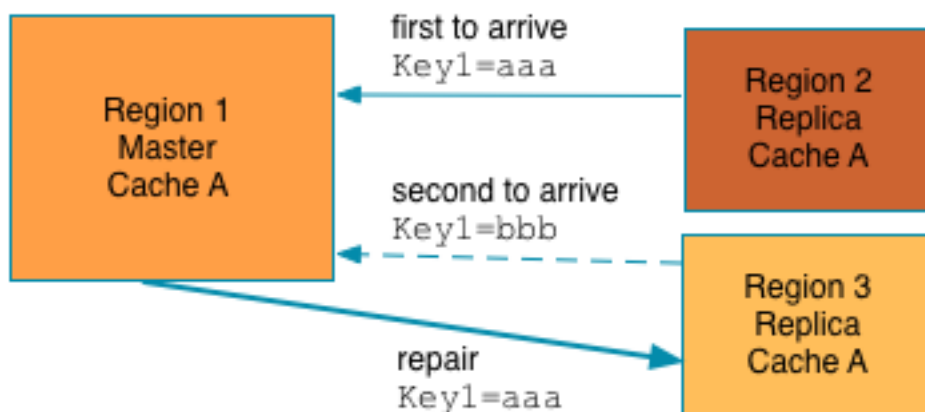 Region 1
Master
Cache A
first to arrive
Key1=aaa
Region 2
Replica
Cache A
second to arrive
Key1=bbb
Region 3
Replica
Cache A
repair
Key1=aaa